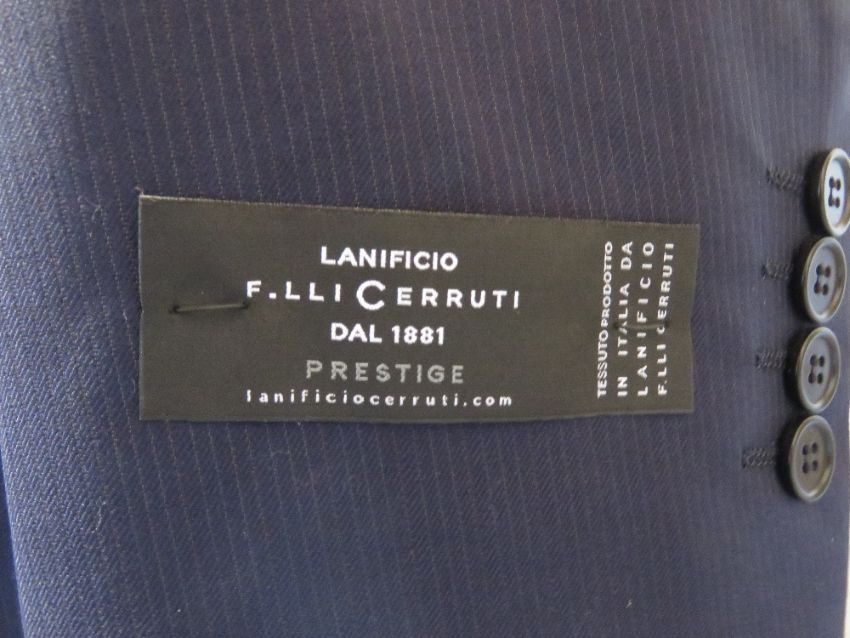 LANIFICIO
F.LLI CERRUTI
DAL 1881
PRESTIGE
lanificiocerruti.com
TESSUTO PRODOTTO
IN ITALIA DA
LANIFICIO
F.LLI CERRUTI